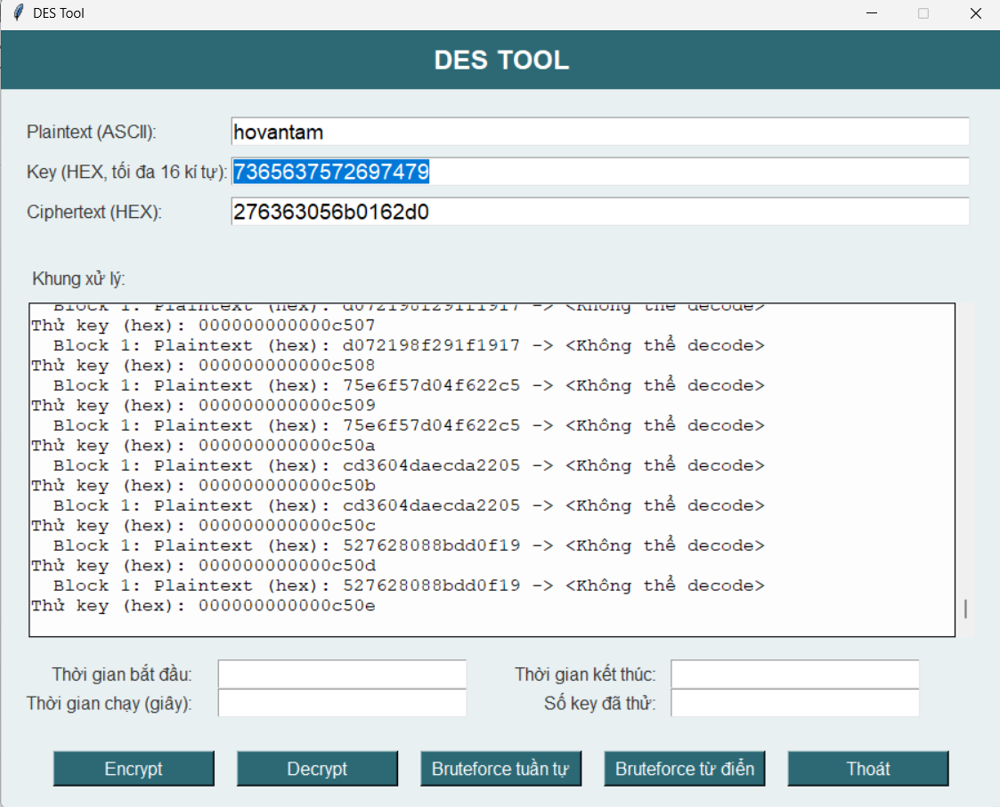 DES Tool
DES TOOL
Plaintext (ASCII): hovantam
Key (HEX, tối đa 16 kí tự): 7365637572697479
Ciphertext (HEX): 276363056b0162d0
Khung xử lý:
Block 1: Plaintext (hex): d072198f291f1917 -> <Không thể decode>
Thử key (hex): 000000000000c507
Block 1: Plaintext (hex): d072198f291f1917 -> <Không thể decode>
Thử key (hex): 000000000000c508
Block 1: Plaintext (hex): 75e6f57d04f622c5 -> <Không thể decode>
Thử key (hex): 000000000000c509
Block 1: Plaintext (hex): 75e6f57d04f622c5 -> <Không thể decode>
Thử key (hex): 000000000000c50a
Block 1: Plaintext (hex): cd3604daecda2205 -> <Không thể decode>
Thử key (hex): 000000000000c50b
Block 1: Plaintext (hex): cd3604daecda2205 -> <Không thể decode>
Thử key (hex): 000000000000c50c
Block 1: Plaintext (hex): 527628088bdd0f19 -> <Không thể decode>
Thử key (hex): 000000000000c50d
Block 1: Plaintext (hex): 527628088bdd0f19 -> <Không thể decode>
Thử key (hex): 000000000000c50e
Thời gian bắt đầu: Thời gian kết thúc:
Thời gian chạy (giây): Số key đã thử:
Encrypt Decrypt Bruteforce tuần tự Bruteforce từ điển Thoát